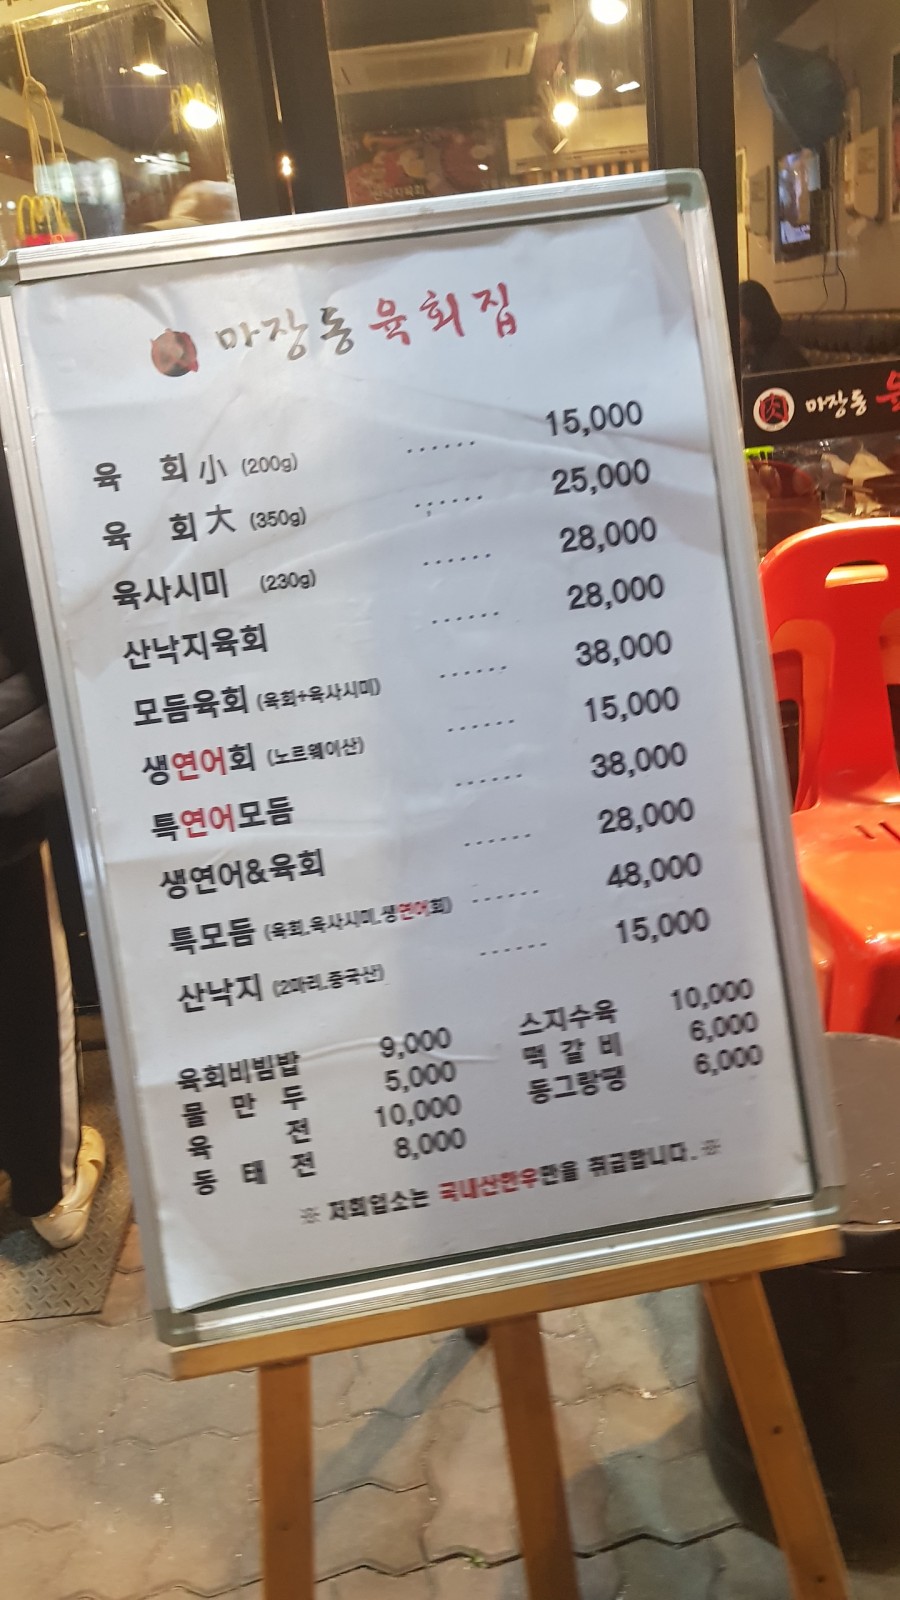 마장동 육회집
육 회 小 (200g) ...... 15,000
육 회 大 (350g) ...... 25,000
육사시미 (230g) ...... 28,000
산낙지육회 ...... 28,000
모듬육회 (육회+육사시미) ...... 38,000
생연어회 (노르웨이산) ...... 15,000
특연어모듬 ...... 38,000
생연어&육회 ...... 28,000
특모듬 (육회,육사시미,생연어회) ...... 48,000
산낙지 (2마리,중국산) ...... 15,000
육회비빔밥 9,000 스지수육 10,000
물 만 두 5,000 떡 갈 비 6,000
육 전 10,000 동그랑땡 6,000
동 태 전 8,000
※ 저희업소는 국내산한우만을 취급합니다. ※
肉 마장동
산낙지육회